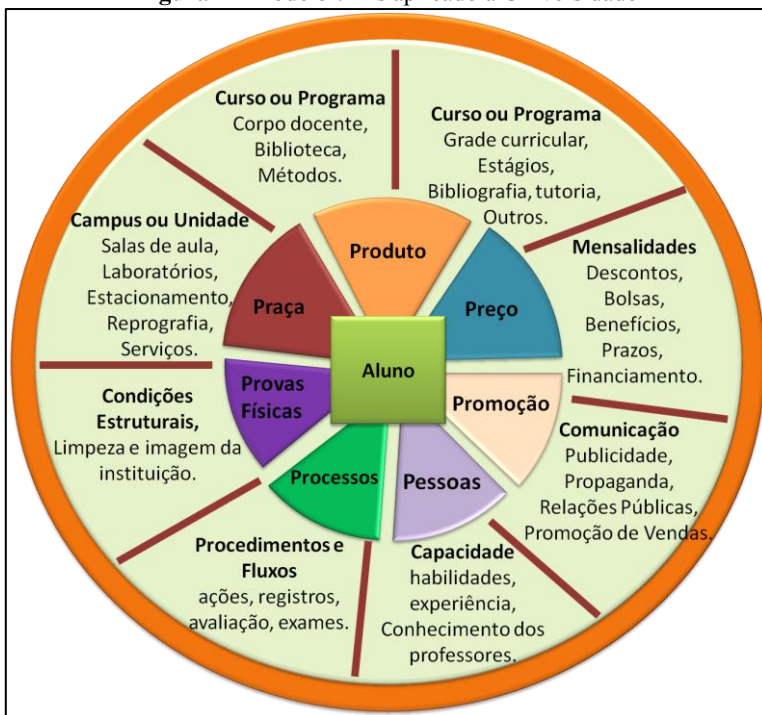 Curso ou Programa
Corpo docente,
Biblioteca,
Métodos.
Curso ou Programa
Grade curricular,
Estágios,
Bibliografia, tutoria,
Outros.
Mensalidades
Descontos,
Bolsas,
Benefícios,
Prazos,
Financiamento.
Comunicação
Publicidade,
Propaganda,
Relações Públicas,
Promoção de Vendas.
Capacidade
habilidades,
experiência,
Conhecimento dos
professores.
Procedimentos e
Fluxos
ações, registros,
avaliação, exames.
Condições
Estruturais,
Limpeza e imagem da
instituição.
Campus ou Unidade
Salas de aula,
Laboratórios,
Estacionamento,
Reprografia,
Serviços.
Produto
Preço
Promoção
Pessoas
Processos
Provas
Físicas
Praça
Aluno